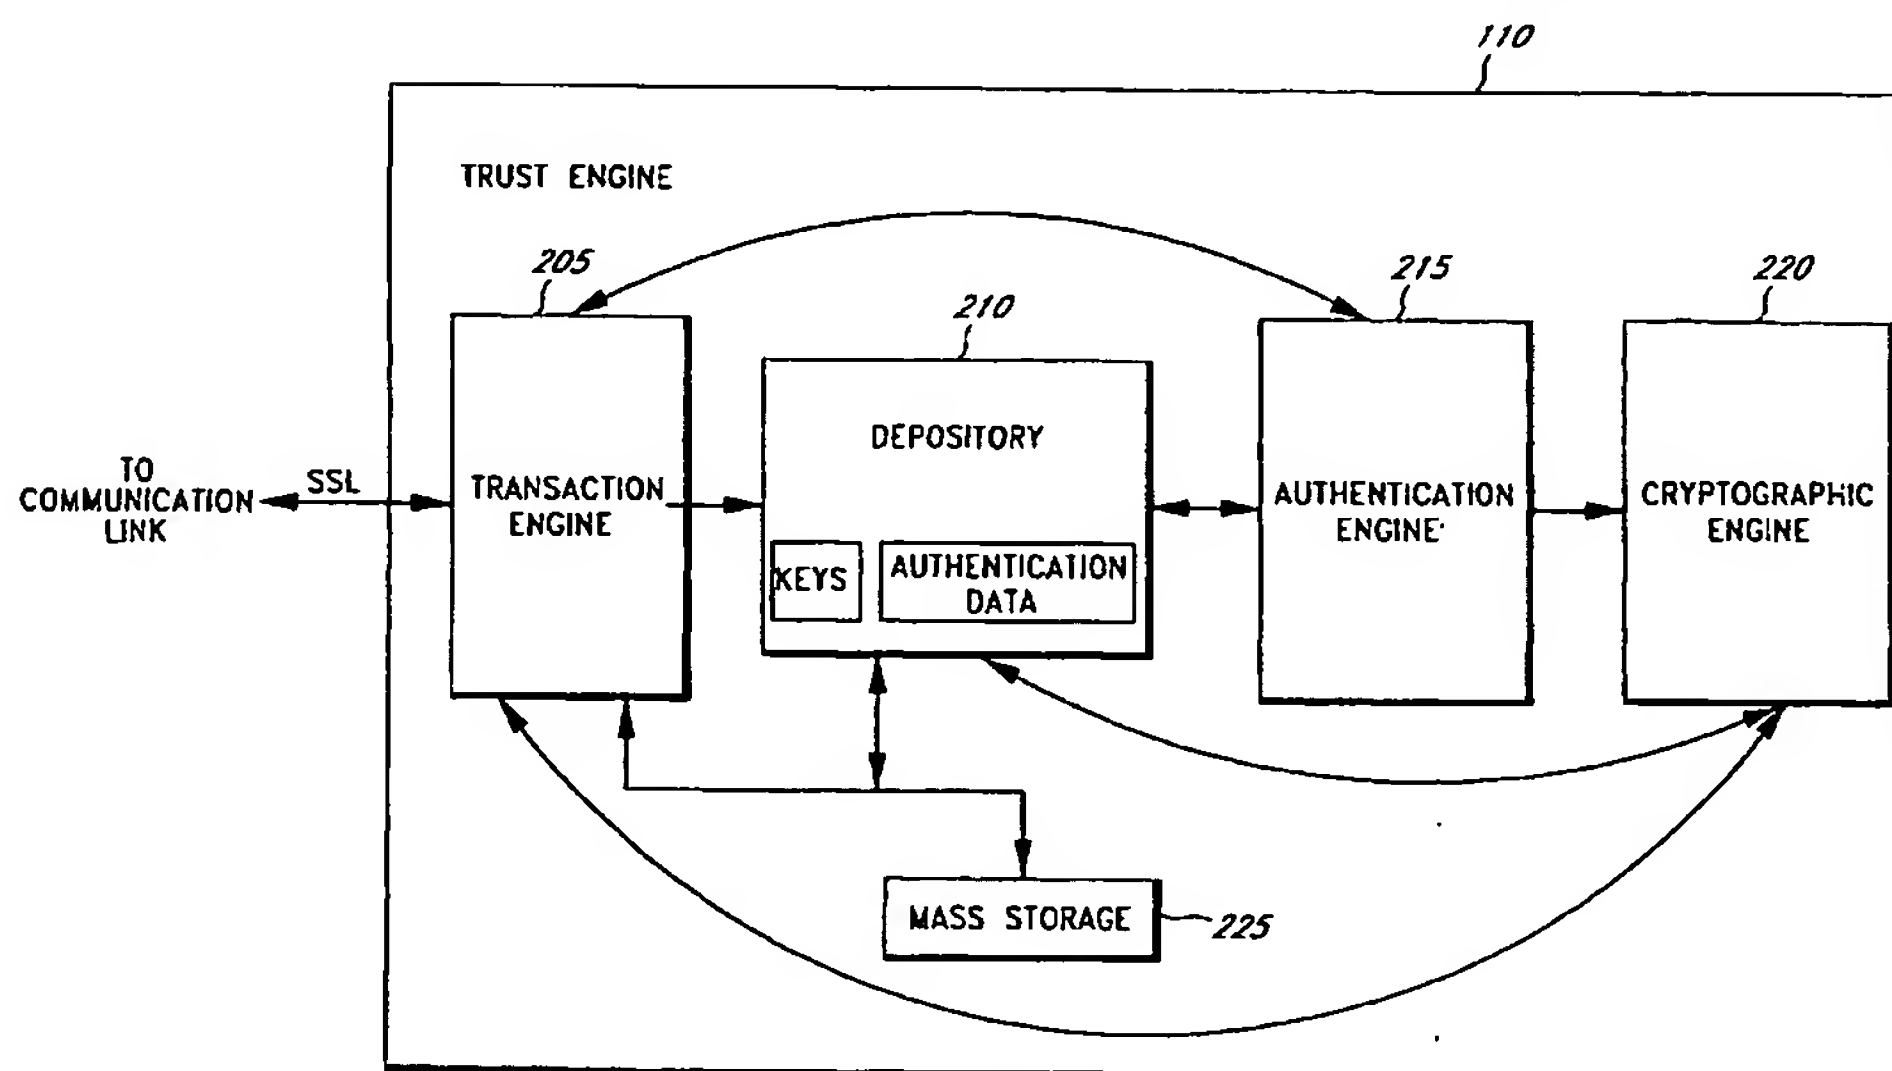 110
TRUST ENGINE
205
210
215
220
TO
COMMUNICATION
LINK
SSL
TRANSACTION
ENGINE
DEPOSITORY
KEYS
AUTHENTICATION
DATA
AUTHENTICATION
ENGINE
CRYPTOGRAPHIC
ENGINE
MASS STORAGE
225